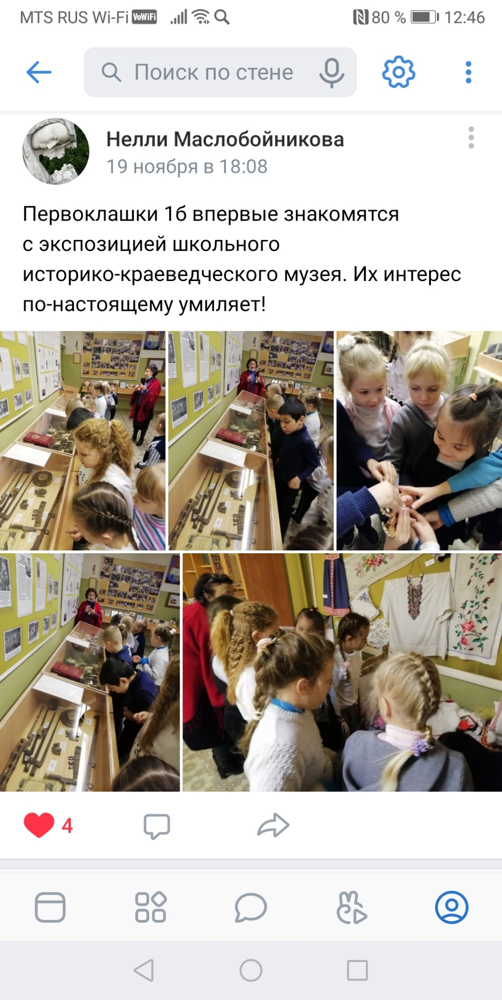 MTS RUS Wi-Fi VoWiFi 80 % 12:46
Поиск по стене
Нелли Маслобойникова
19 ноября в 18:08
Первоклашки 1б впервые знакомятся
с экспозицией школьного
историко-краеведческого музея. Их интерес
по-настоящему умиляет!
4